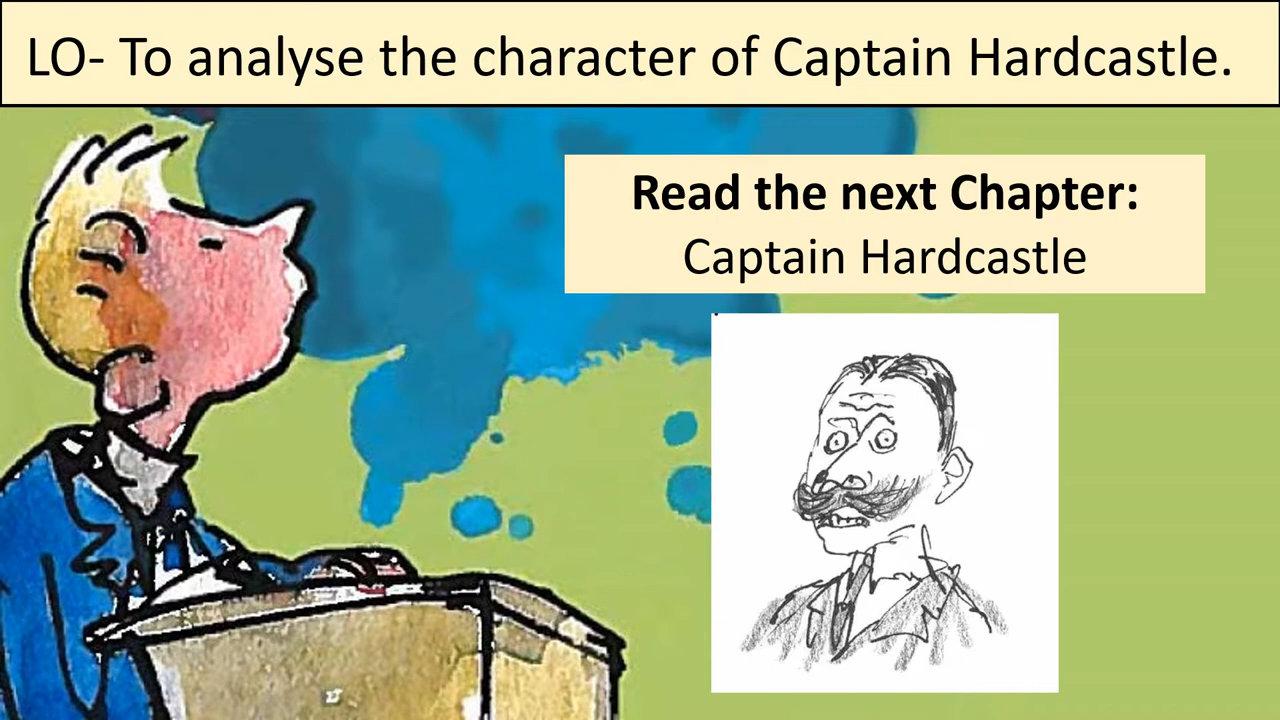 LO- To analyse the character of Captain Hardcastle.
Read the next Chapter:
Captain Hardcastle